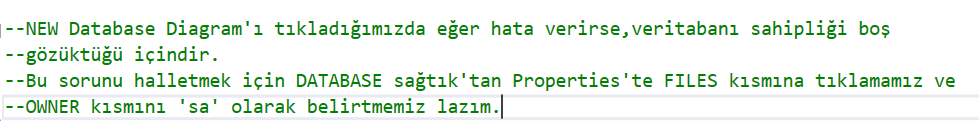 --NEW Database Diagram'ı tıkladığımızda eğer hata verirse,veritabanı sahipliği boş
--gözüktüğü içindir.
--Bu sorunu halletmek için DATABASE sağtık'tan Properties'te FILES kısmına tıklamamız ve
--OWNER kısmını 'sa' olarak belirtmemiz lazım.